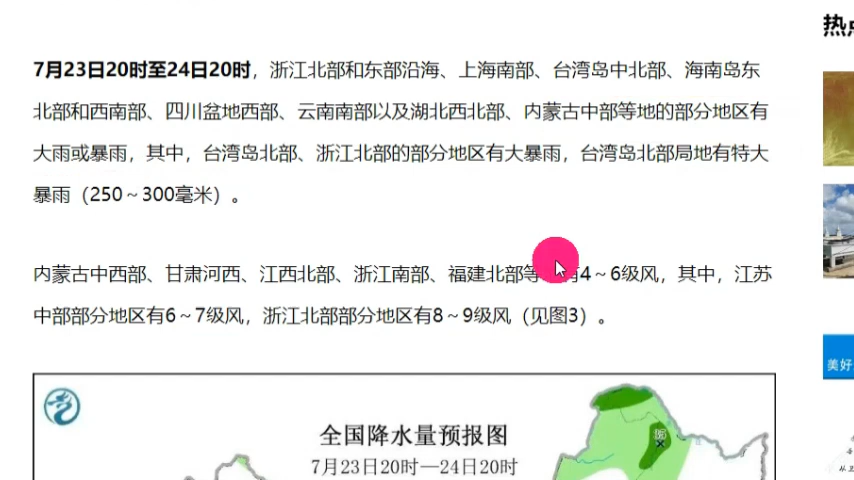 7月23日20时至24日20时，浙江北部和东部沿海、上海南部、台湾岛中北部、海南岛东
北部和西南部、四川盆地西部、云南南部以及湖北西北部、内蒙古中部等地的部分地区有
大雨或暴雨，其中，台湾岛北部、浙江北部的部分地区有大暴雨，台湾岛北部局地有特大
暴雨（250～300毫米）。
内蒙古中西部、甘肃河西、江西北部、浙江南部、福建北部等 有4～6级风，其中，江苏
中部部分地区有6～7级风，浙江北部部分地区有8～9级风（见图3）。
全国降水量预报图
7月23日20时—24日20时
热
美好